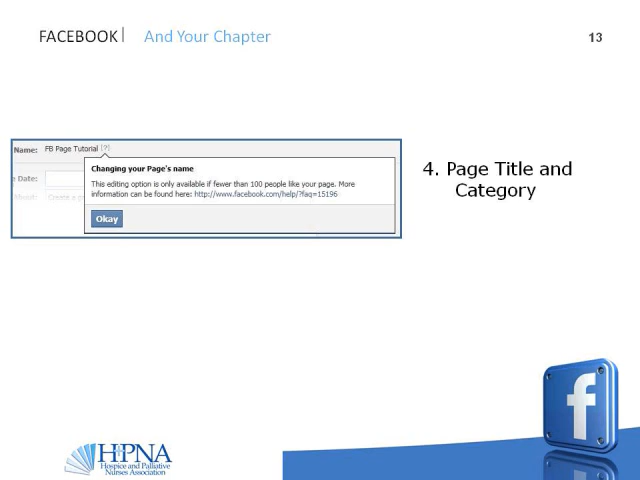 FACEBOOK And Your Chapter
13
Name: FB Page Tutorial [?]
Changing your Page's name
This editing option is only available if fewer than 100 people like your page. More
information can be found here: http://www.facebook.com/help/?faq=15196
Date:
Okay
4. Page Title and
Category
f
HPNA
Hospice and Palliative
Nurses Association